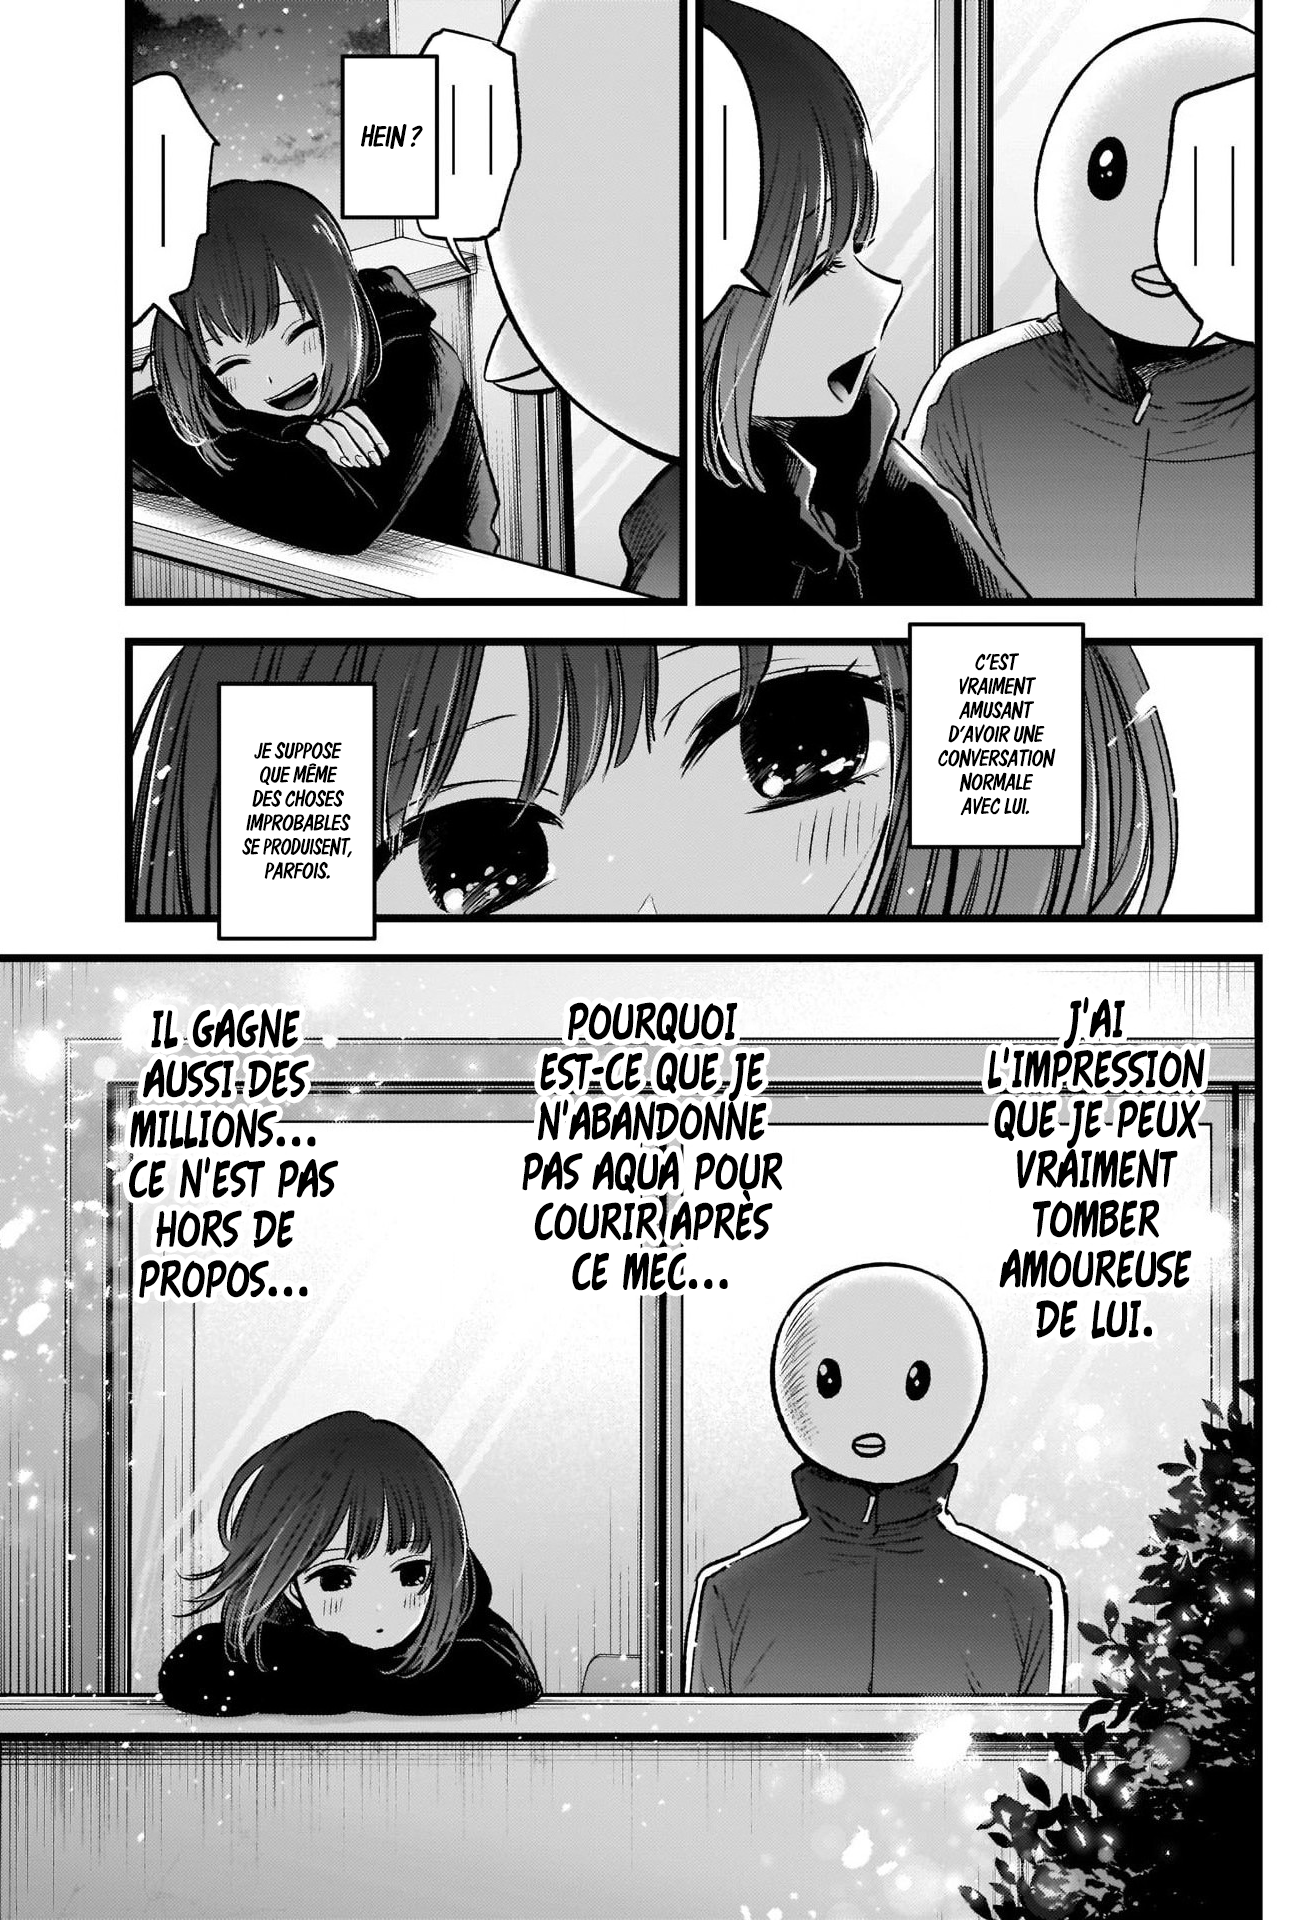 HEIN ?
C'EST
VRAIMENT
AMUSANT
D'AVOIR UNE
CONVERSATION
NORMALE
AVEC LUI.
JE SUPPOSE
QUE MÊME
DES CHOSES
IMPROBABLES
SE PRODUISENT,
PARFOIS.
J'AI
L'IMPRESSION
QUE JE PEUX
VRAIMENT
TOMBER
AMOUREUSE
DE LUI.
POURQUOI
EST-CE QUE JE
N'ABANDONNE
PAS AQUA POUR
COURIR APRÈS
CE MEC...
IL GAGNE
AUSSI DES
MILLIONS...
CE N'EST PAS
HORS DE
PROPOS...